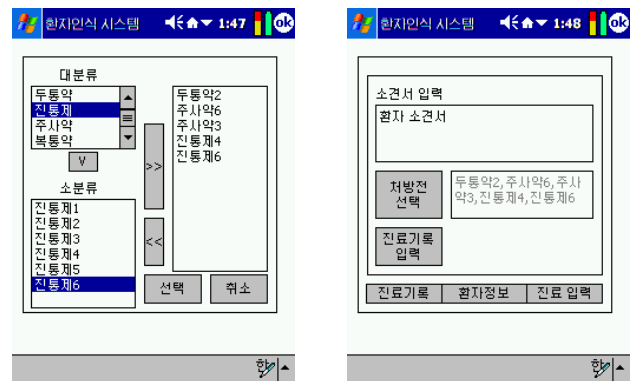 환자인식 시스템 1:47 ok
대분류
두통약
진통제
주사약
복통약
V
소분류
진통제1
진통제2
진통제3
진통제4
진통제5
진통제6
>>
<<
두통약2
주사약6
주사약3
진통제4
진통제6
선택 취소
한
환자인식 시스템 1:48 ok
소견서 입력
환자 소견서
처방전
선택
두통약2,주사약6,주사
약3,진통제4,진통제6
진료기록
입력
진료기록 환자정보 진료 입력
한